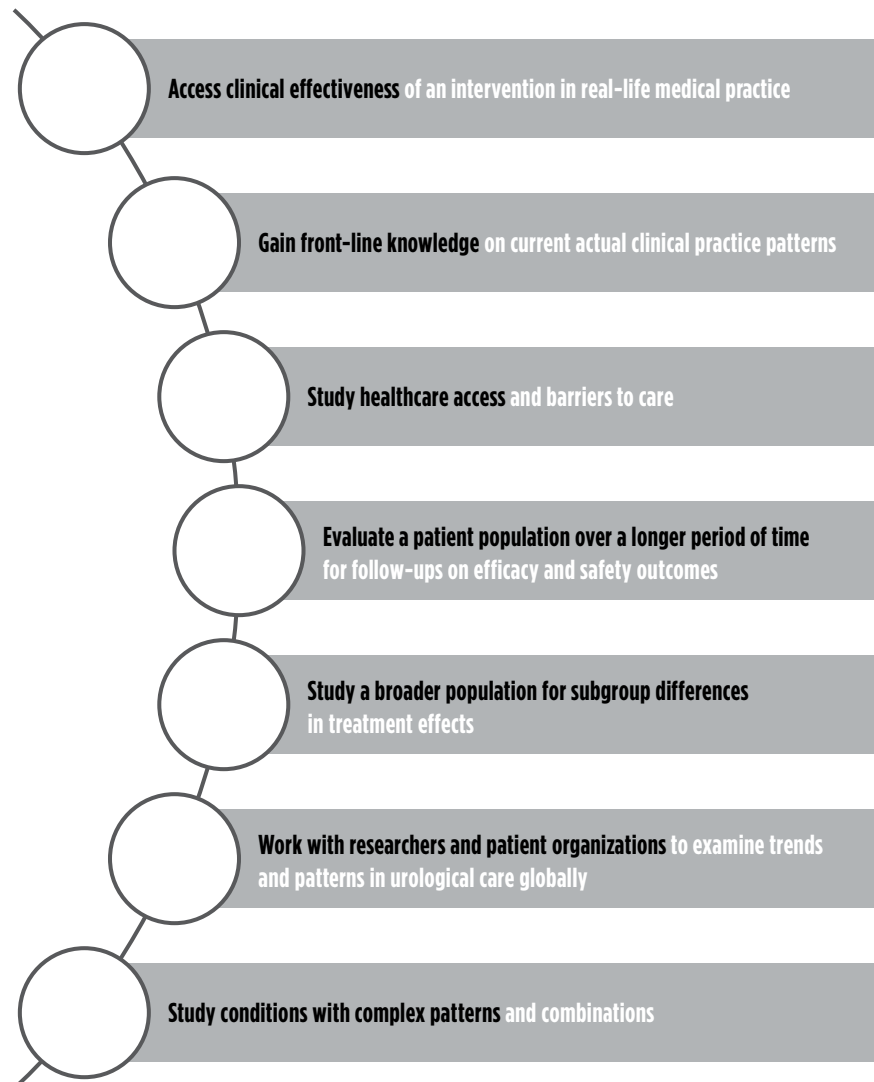 Access clinical effectiveness of an intervention in real-life medical practice
Gain front-line knowledge on current actual clinical practice patterns
Study healthcare access and barriers to care
Evaluate a patient population over a longer period of time
for follow-ups on efficacy and safety outcomes
Study a broader population for subgroup differences
in treatment effects
Work with researchers and patient organizations to examine trends
and patterns in urological care globally
Study conditions with complex patterns and combinations